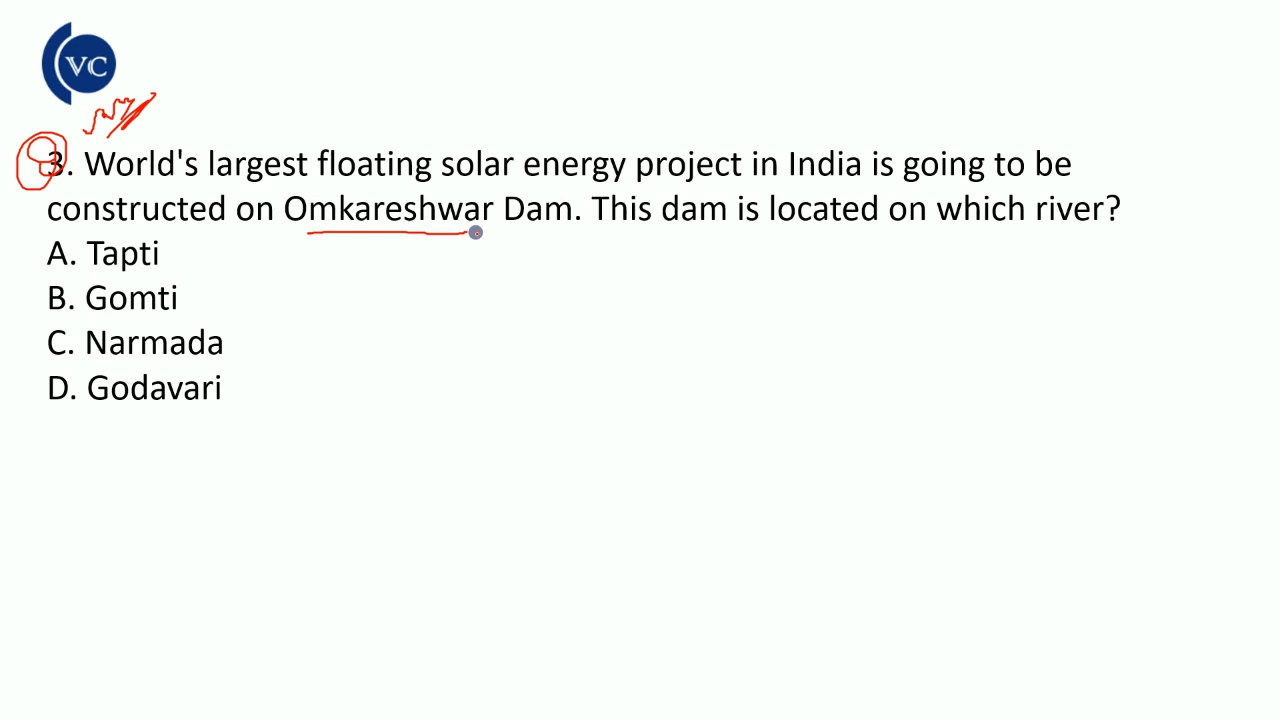 VC
3. World's largest floating solar energy project in India is going to be
constructed on Omkareshwar Dam. This dam is located on which river?
A. Tapti
B. Gomti
C. Narmada
D. Godavari